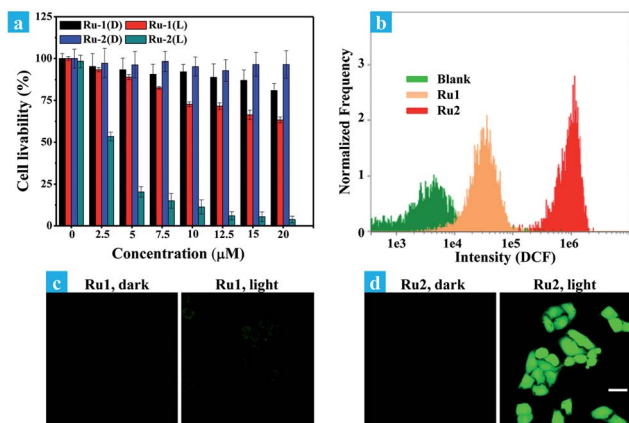 a
Ru-1(D) Ru-1(L)
Ru-2(D) Ru-2(L)
Cell livability (%)
125
100
75
50
25
0
0 2.5 5 7.5 10 12.5 15 20
Concentration (μM)
b
Blank
Ru1
Ru2
Normalized Frequency
3
2
1
0
1e3 1e4 1e5 1e6
Intensity (DCF)
c
Ru1, dark Ru1, light
d
Ru2, dark Ru2, light